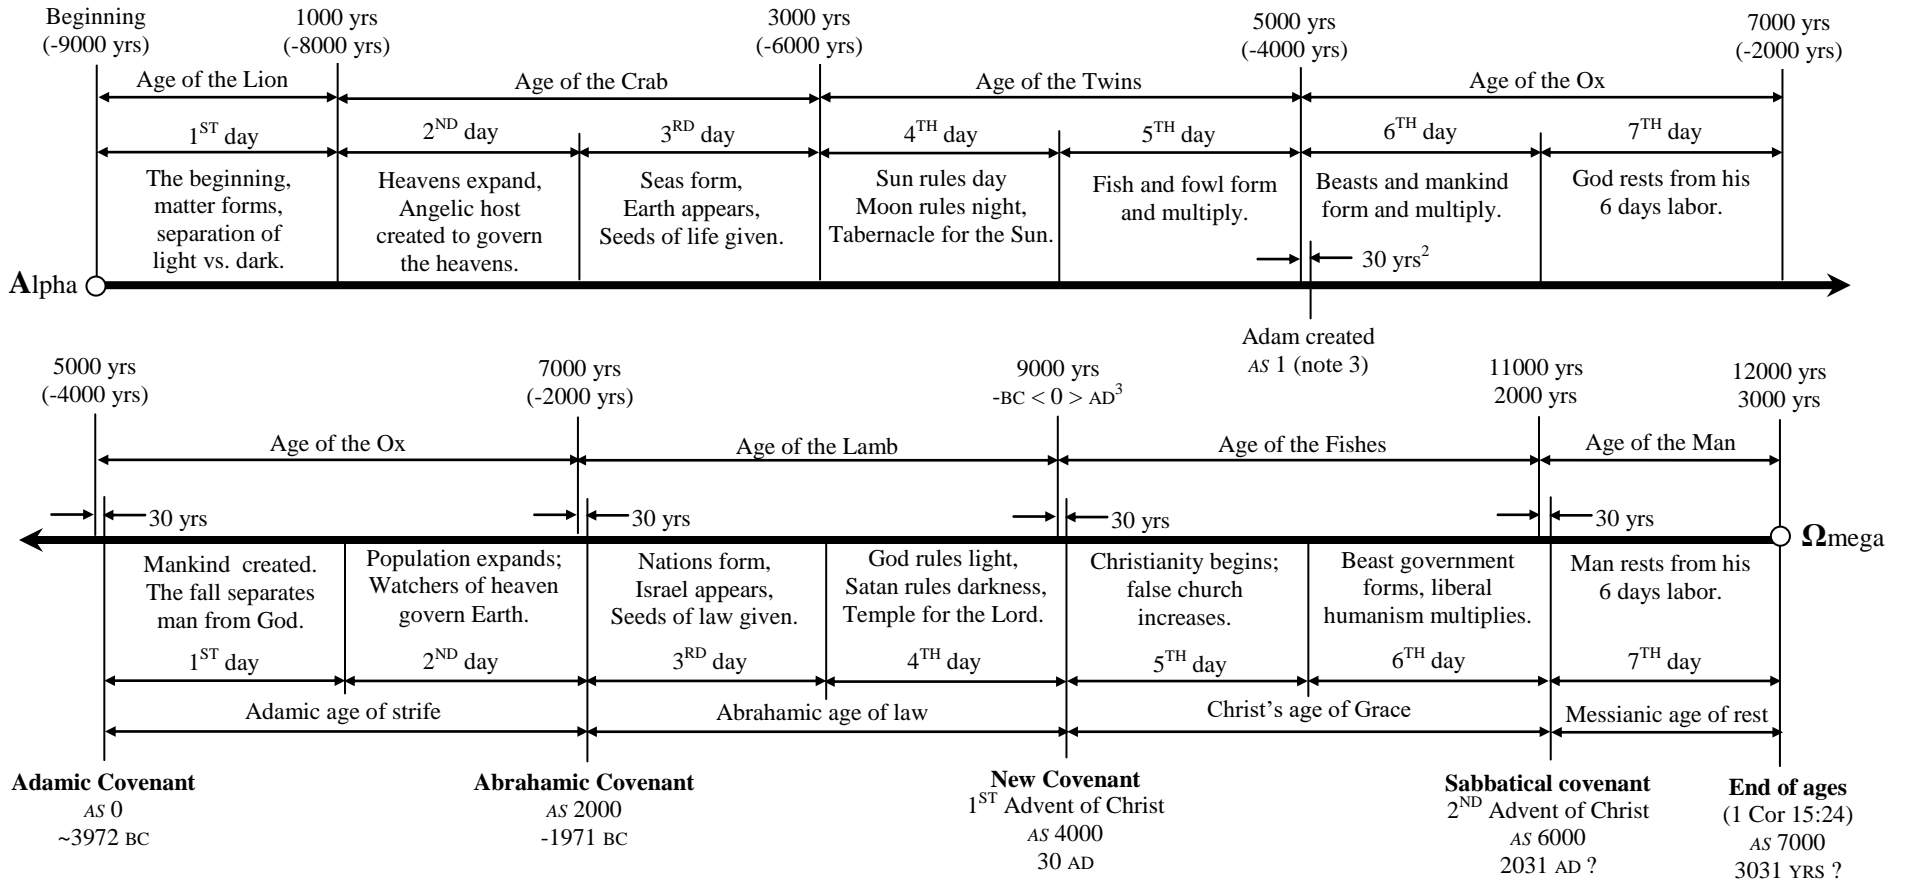 Beginning
(-9000 yrs)
1000 yrs
(-8000 yrs)
3000 yrs
(-6000 yrs)
5000 yrs
(-4000 yrs)
7000 yrs
(-2000 yrs)
Age of the Lion
Age of the Crab
Age of the Twins
Age of the Ox
1ST day
2ND day
3RD day
4TH day
5TH day
6TH day
7TH day
The beginning,
matter forms,
separation of
light vs. dark.
Heavens expand,
Angelic host
created to govern
the heavens.
Seas form,
Earth appears,
Seeds of life given.
Sun rules day
Moon rules night,
Tabernacle for the Sun.
Fish and fowl form
and multiply.
Beasts and mankind
form and multiply.
God rests from his
6 days labor.
30 yrs2
Alpha
Adam created
AS 1 (note 3)
5000 yrs
(-4000 yrs)
7000 yrs
(-2000 yrs)
9000 yrs
-BC < 0 > AD3
11000 yrs
2000 yrs
12000 yrs
3000 yrs
Age of the Ox
Age of the Lamb
Age of the Fishes
Age of the Man
30 yrs
30 yrs
30 yrs
30 yrs
Ωmega
Mankind created.
The fall separates
man from God.
Population expands;
Watchers of heaven
govern Earth.
Nations form,
Israel appears,
Seeds of law given.
God rules light,
Satan rules darkness,
Temple for the Lord.
Christianity begins;
false church
increases.
Beast government
forms, liberal
humanism multiplies.
Man rests from his
6 days labor.
1ST day
2ND day
3RD day
4TH day
5TH day
6TH day
7TH day
Adamic age of strife
Abrahamic age of law
Christ's age of Grace
Messianic age of rest
Adamic Covenant
AS 0
~3972 BC
Abrahamic Covenant
AS 2000
-1971 BC
New Covenant
1ST Advent of Christ
AS 4000
30 AD
Sabbatical covenant
2ND Advent of Christ
AS 6000
2031 AD ?
End of ages
(1 Cor 15:24)
AS 7000
3031 YRS ?